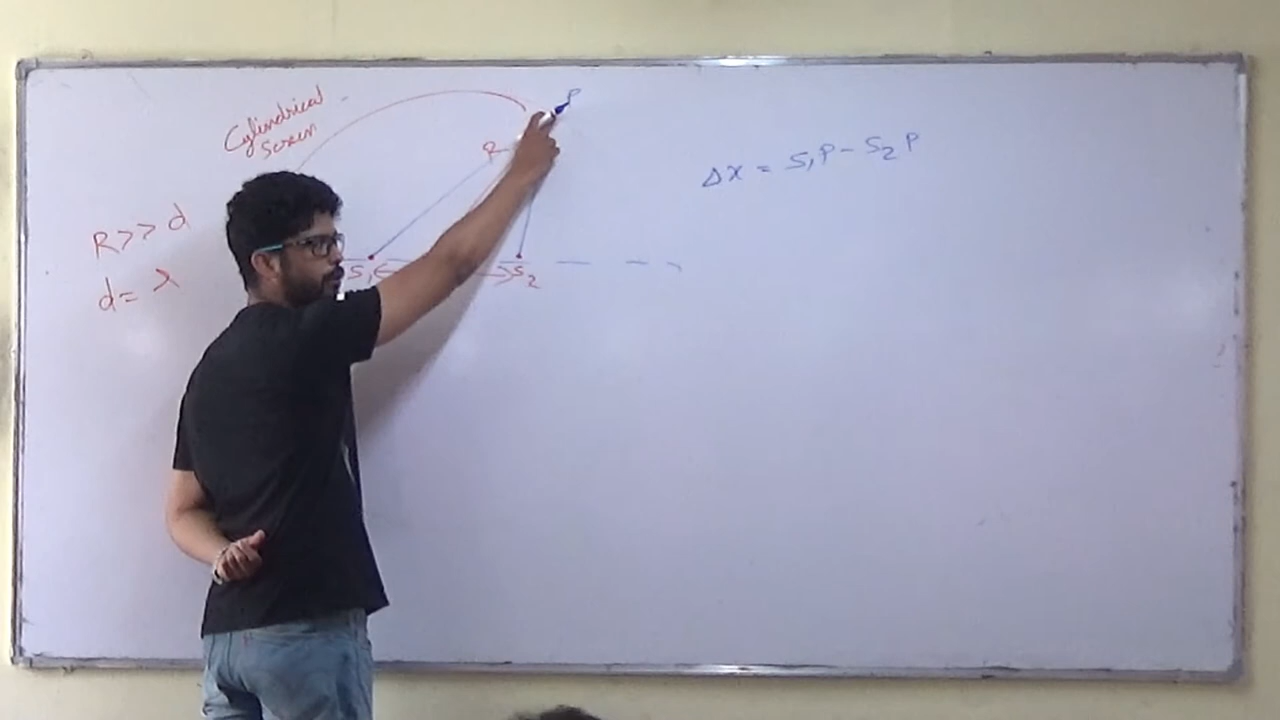 Cylindrical
Screen
P
R
Δx = S₁P - S₂P
R >> d
d = λ
S₁
S₂